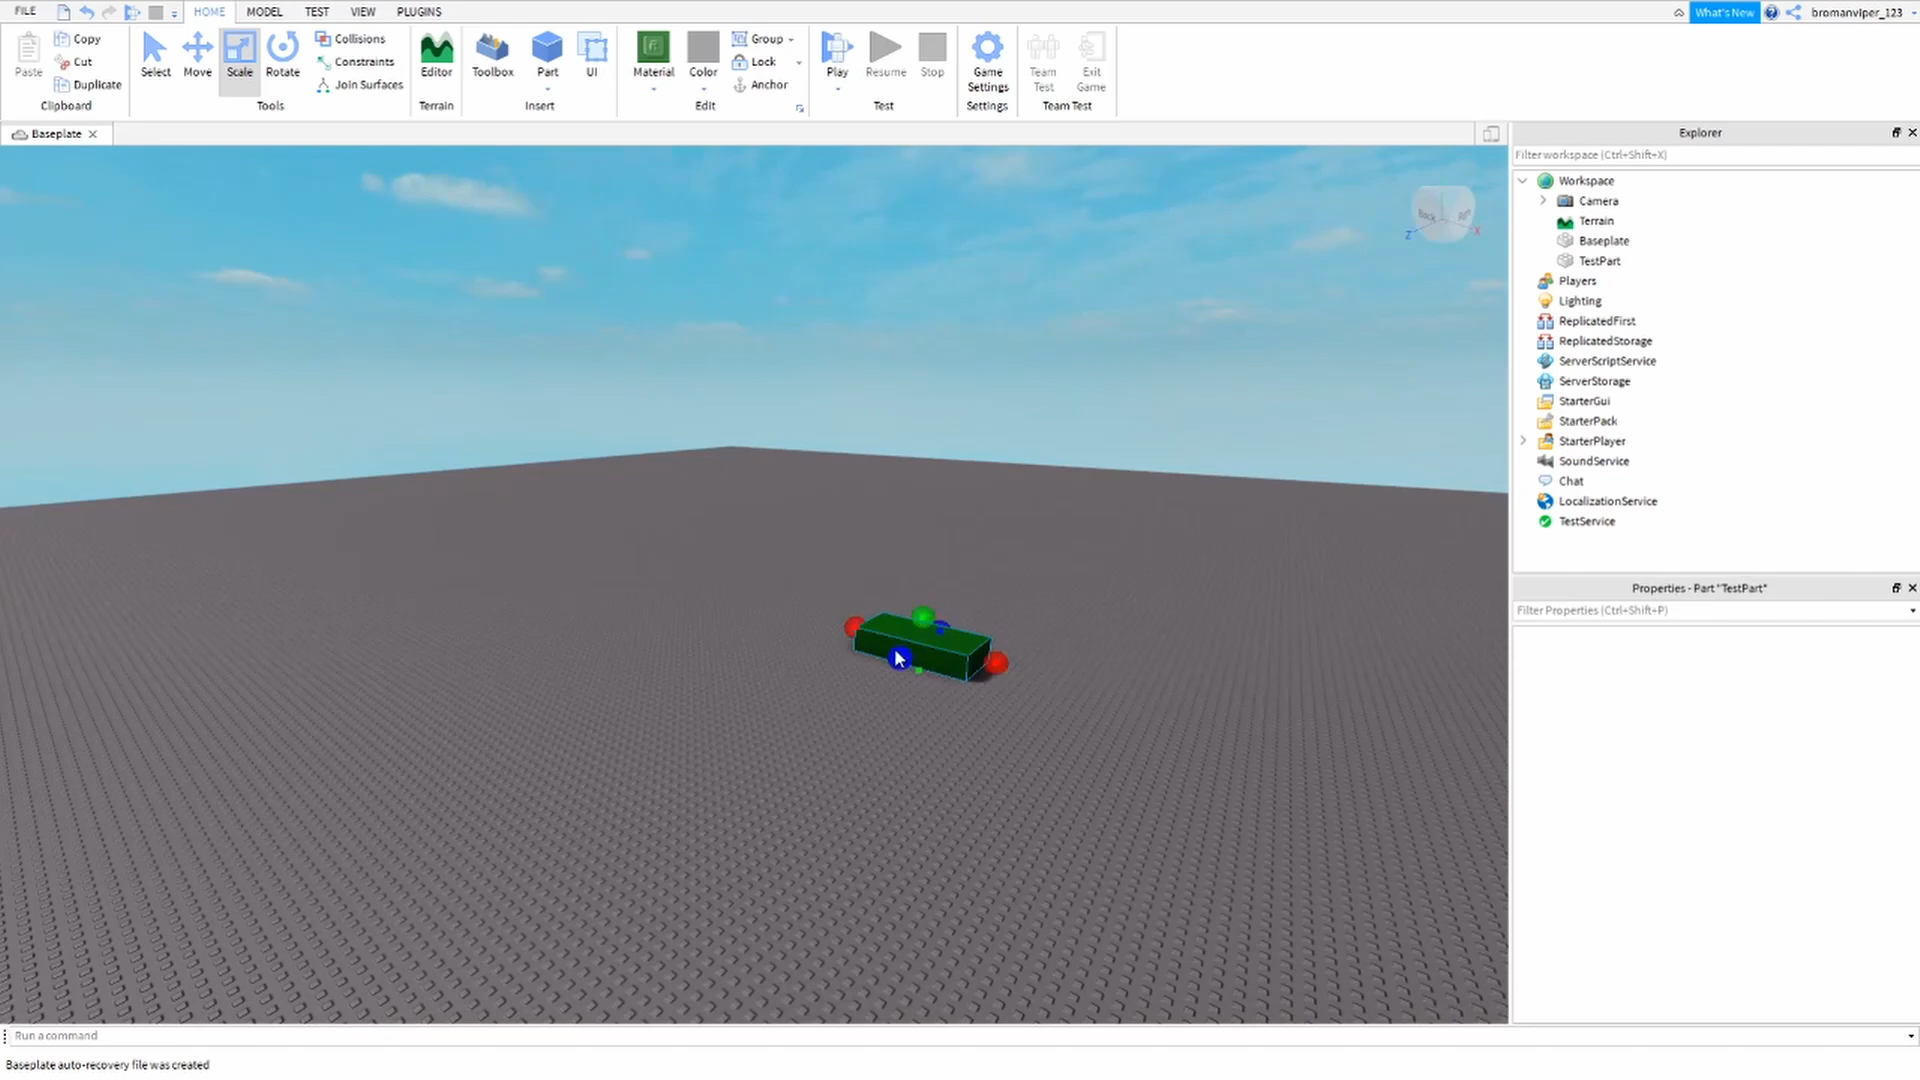 FILE
HOME
MODEL
TEST
VIEW
PLUGINS
What's New
bromanviper_123
Paste
Copy
Cut
Duplicate
Clipboard
Select
Move
Scale
Rotate
Collisions
Constraints
Join Surfaces
Tools
Editor
Terrain
Toolbox
Part
UI
Insert
Material
Color
Group
Lock
Anchor
Edit
Play
Resume
Stop
Test
Game
Settings
Settings
Team
Test
Exit
Game
Team Test
Baseplate
Explorer
Filter workspace (Ctrl+Shift+X)
Workspace
Camera
Terrain
Baseplate
TestPart
Players
Lighting
ReplicatedFirst
ReplicatedStorage
ServerScriptService
ServerStorage
StarterGui
StarterPack
StarterPlayer
SoundService
Chat
LocalizationService
TestService
Back
Z
X
Properties - Part "TestPart"
Filter Properties (Ctrl+Shift+P)
Run a command
Baseplate auto-recovery file was created